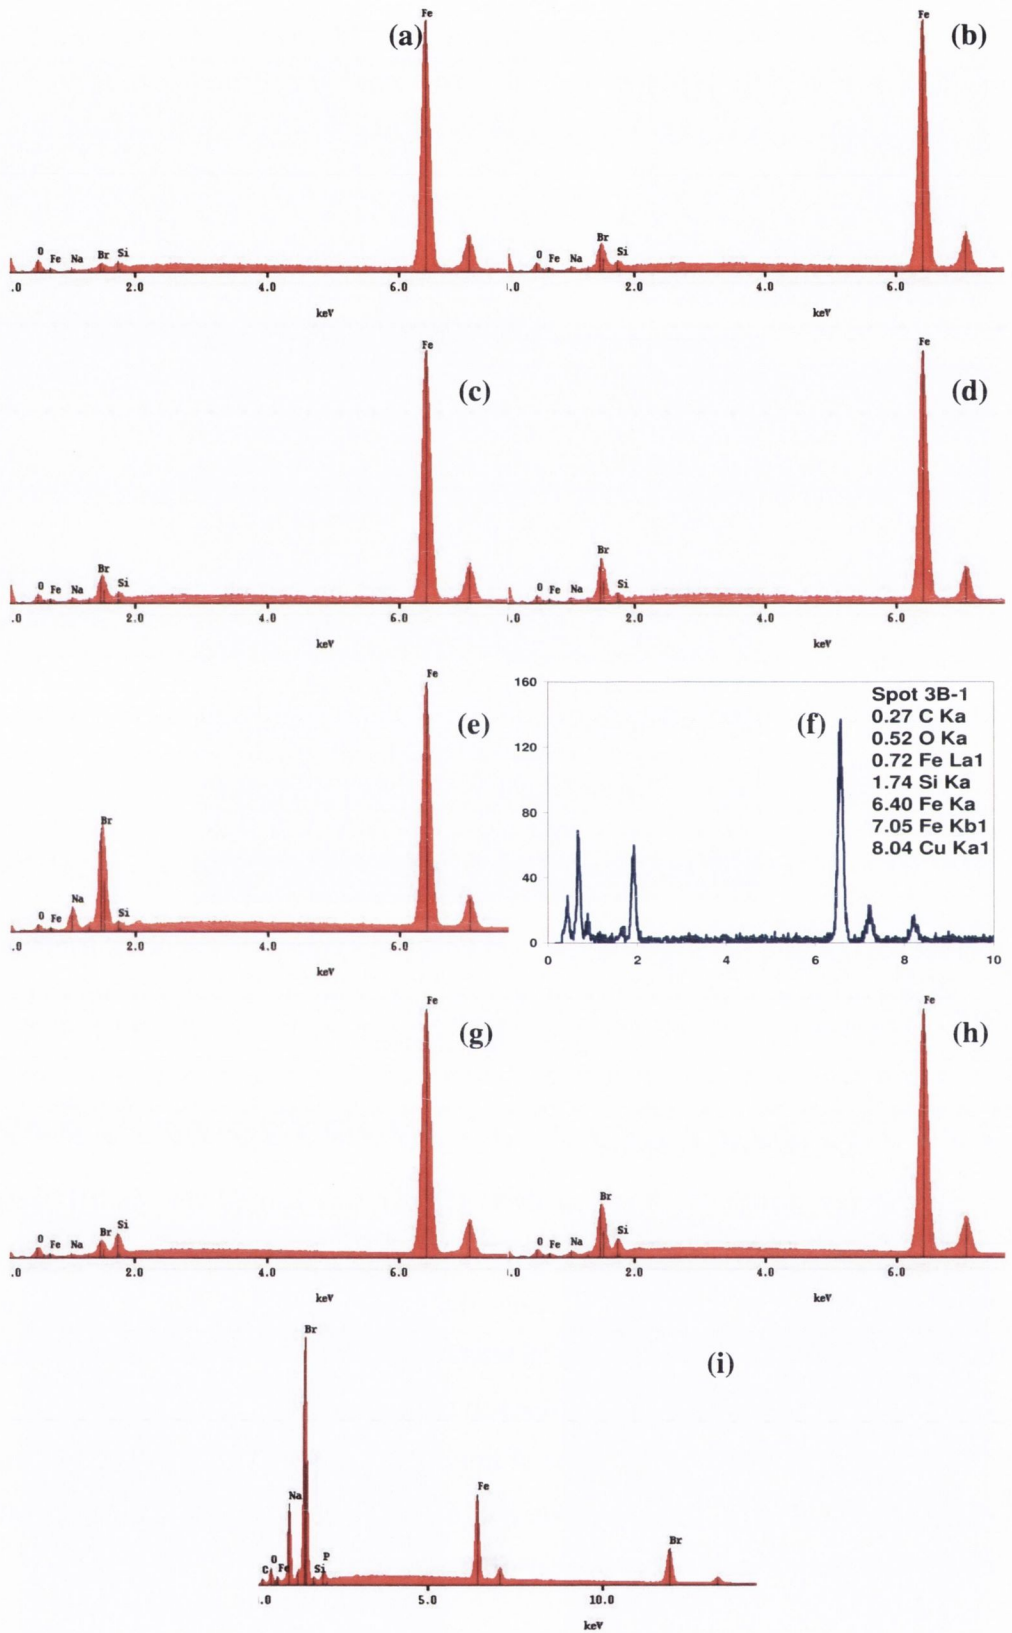 (a)
Fe
O Fe Na Br Si
.0 2.0 4.0 6.0
keV
(b)
Fe
Br
O Fe Na Si
.0 2.0 4.0 6.0
keV
(c)
Fe
Br
O Fe Na Si
.0 2.0 4.0 6.0
keV
(d)
Fe
Br
O Fe Na Si
.0 2.0 4.0 6.0
keV
(e)
Fe
Br
Na
O Fe Si
.0 2.0 4.0 6.0
keV
(f)
160
120
80
40
0
0 2 4 6 8 10
Spot 3B-1
0.27 C Ka
0.52 O Ka
0.72 Fe La1
1.74 Si Ka
6.40 Fe Ka
7.05 Fe Kb1
8.04 Cu Ka1
(g)
Fe
Si
O Fe Na Br
.0 2.0 4.0 6.0
keV
(h)
Fe
Br
O Fe Na Si
.0 2.0 4.0 6.0
keV
(i)
Br
Na
Fe
Br
O
P
C Fe Si
.0 5.0 10.0
keV